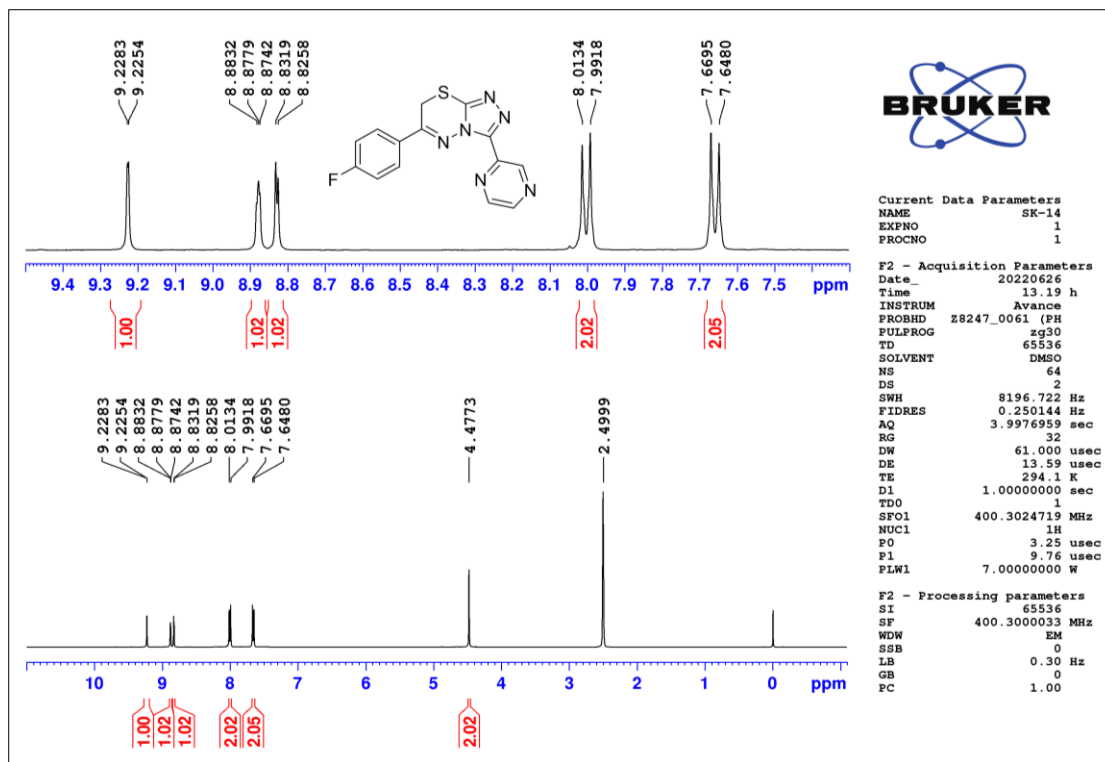 9.2283
9.2254
8.8832
8.8779
8.8742
8.8319
8.8258
8.0134
7.9918
7.6695
7.6480
S
N
N
N
N
F
N
N
9.4 9.3 9.2 9.1 9.0 8.9 8.8 8.7 8.6 8.5 8.4 8.3 8.2 8.1 8.0 7.9 7.8 7.7 7.6 7.5 ppm
1.00
1.02
1.02
2.02
2.05
9.2283
9.2254
8.8832
8.8779
8.8742
8.8319
8.8258
8.0134
7.9918
7.6695
7.6480
4.4773
2.4999
10 9 8 7 6 5 4 3 2 1 0 ppm
1.00
1.02
1.02
2.02
2.05
2.02
BRUKER
Current Data Parameters
NAME SK-14
EXPNO 1
PROCNO 1
F2 - Acquisition Parameters
Date_ 20220626
Time 13.19 h
INSTRUM Avance
PROBHD Z8247_0061 (PH
PULPROG zg30
TD 65536
SOLVENT DMSO
NS 64
DS 2
SWH 8196.722 Hz
FIDRES 0.250144 Hz
AQ 3.9976959 sec
RG 32
DW 61.000 usec
DE 13.59 usec
TE 294.1 K
D1 1.00000000 sec
TD0 1
SFO1 400.3024719 MHz
NUC1 1H
P0 3.25 usec
P1 9.76 usec
PLW1 7.00000000 W
F2 - Processing parameters
SI 65536
SF 400.3000033 MHz
WDW EM
SSB 0
LB 0.30 Hz
GB 0
PC 1.00